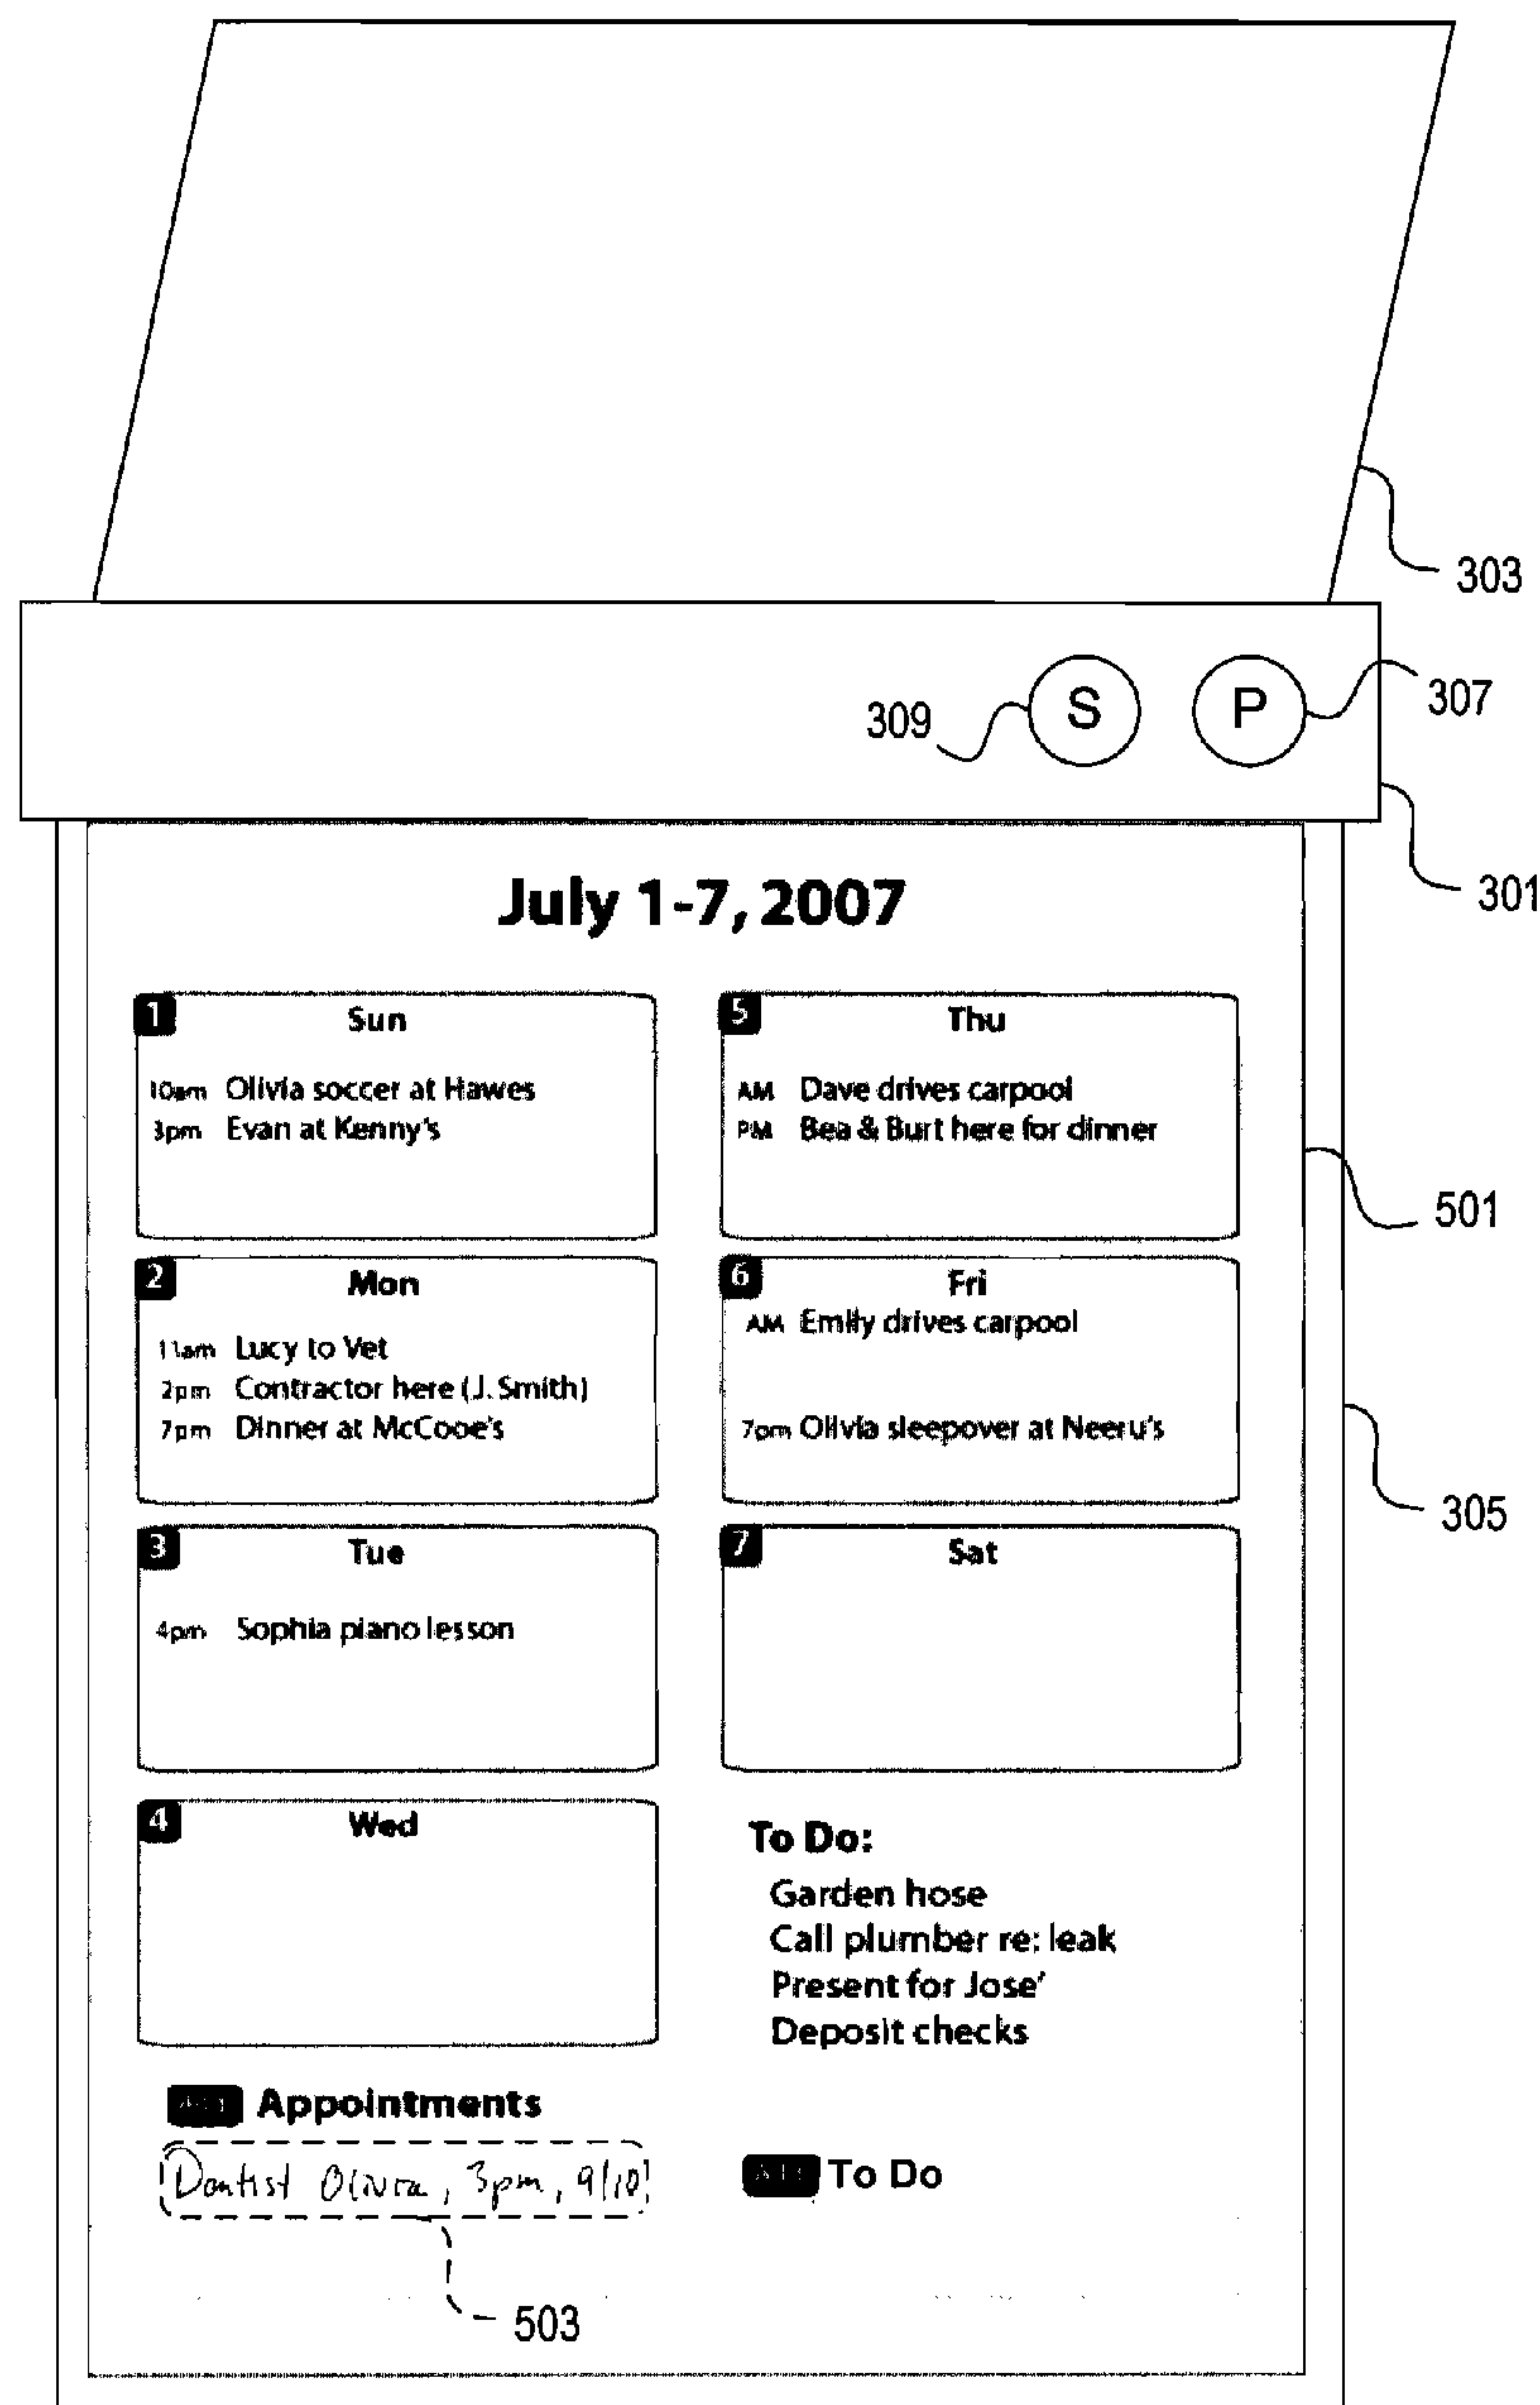 303
309 S P 307
301
July 1-7, 2007
1 Sun
10am Olivia soccer at Hawes
3pm Evan at Kenny's
5 Thu
AM Dave drives carpool
PM Bea & Burt here for dinner
501
2 Mon
11am Lucy to Vet
2pm Contractor here (J. Smith)
7pm Dinner at McCooe's
6 Fri
AM Emily drives carpool
7pm Olivia sleepover at Neeru's
305
3 Tue
4pm Sophia piano lesson
7 Sat
4 Wed
To Do:
Garden hose
Call plumber re: leak
Present for Jose'
Deposit checks
Appointments
Dentist Olivia, 3pm, 9/10
To Do
503